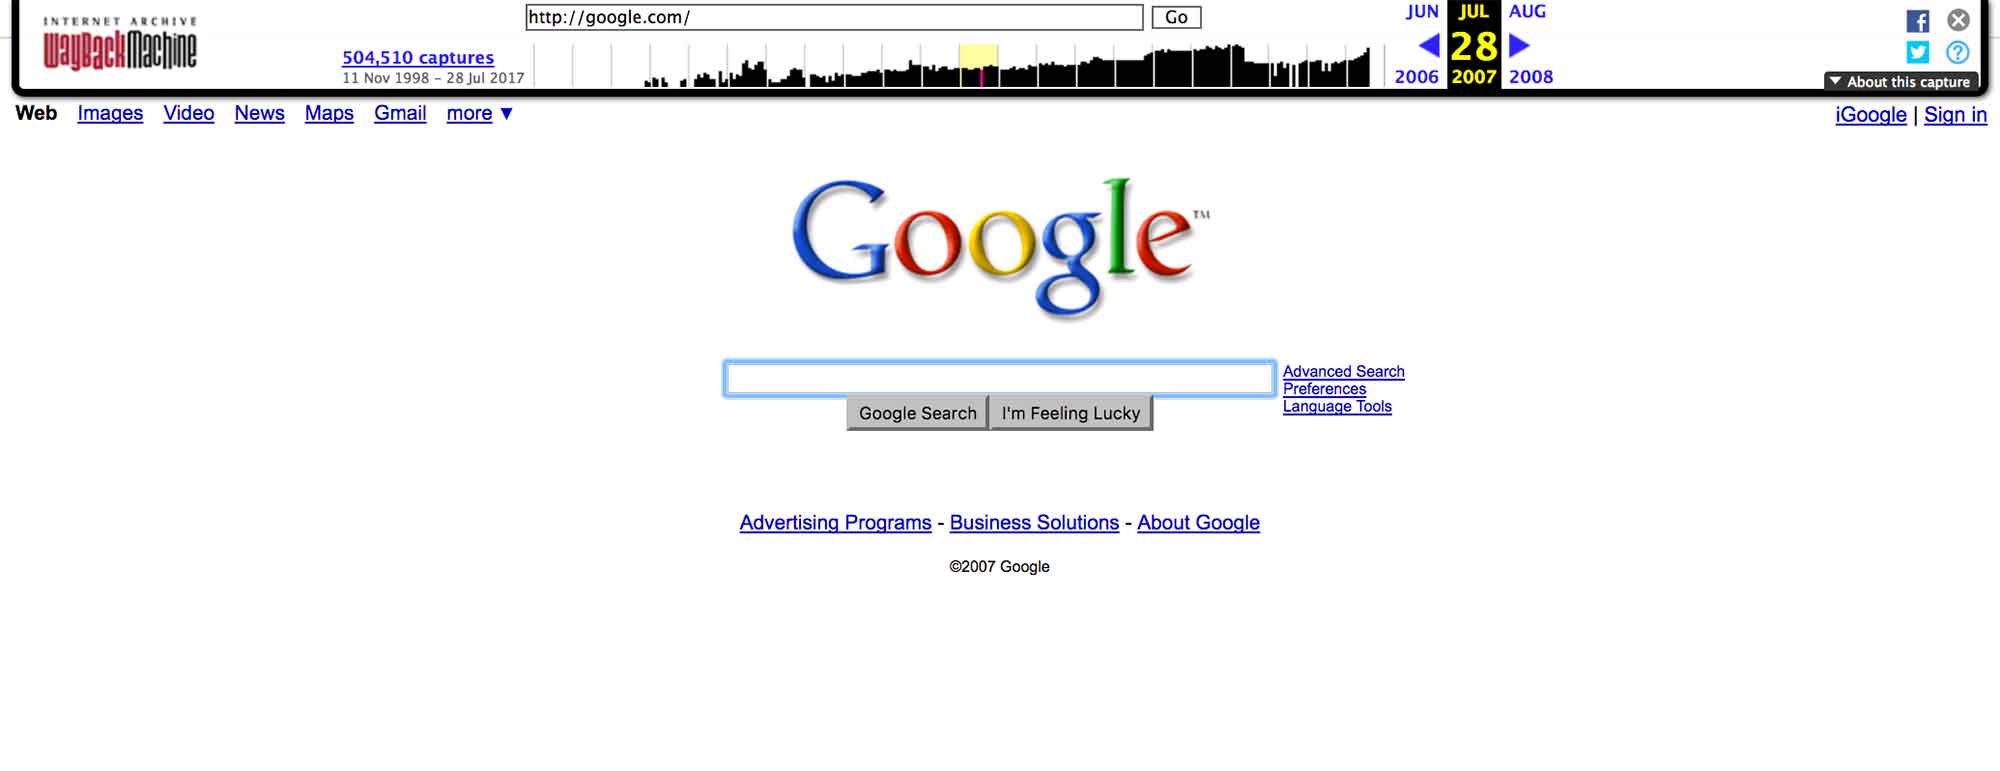 INTERNET ARCHIVE
WayBackMachine
http://google.com/ Go
504,510 captures
11 Nov 1998 – 28 Jul 2017
JUN JUL AUG
28
2006 2007 2008
▼ About this capture
Web Images Video News Maps Gmail more ▼
iGoogle | Sign in
Google™
Advanced Search
Preferences
Language Tools
Google Search I'm Feeling Lucky
Advertising Programs - Business Solutions - About Google
©2007 Google